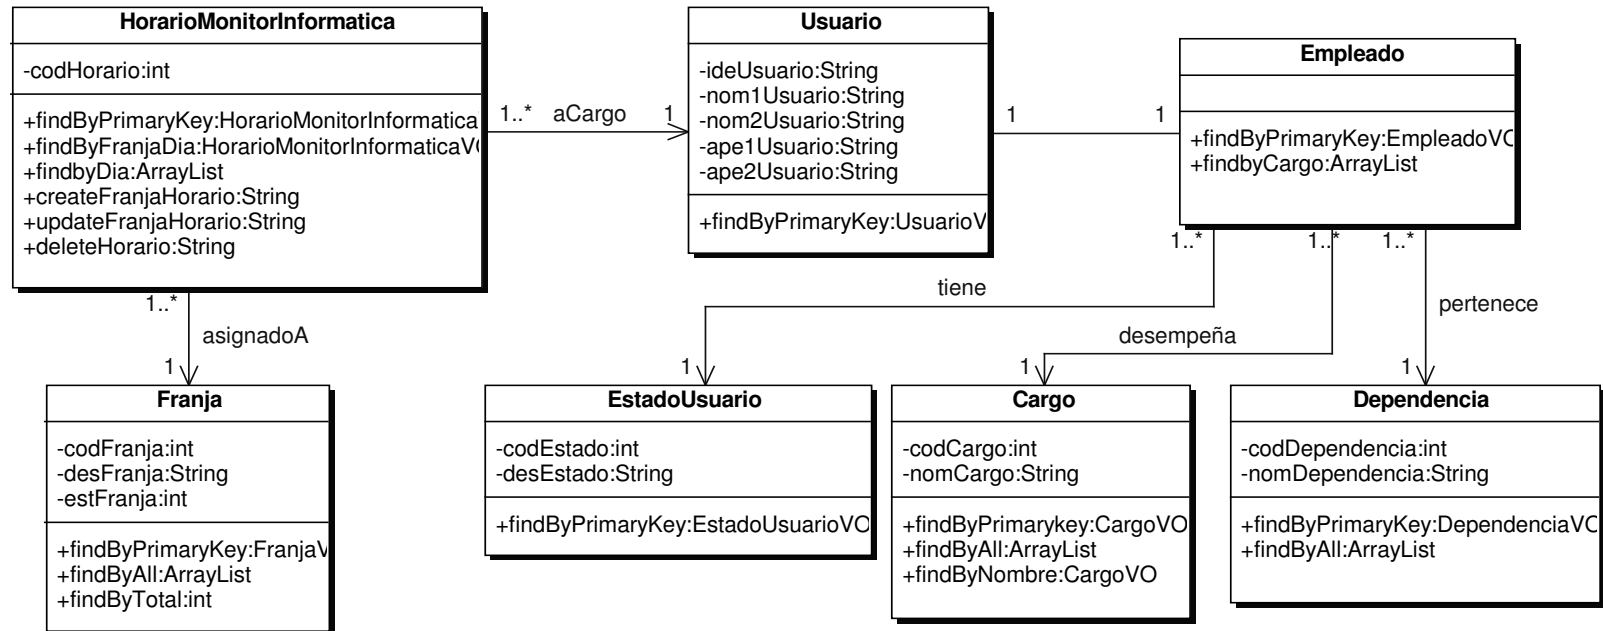 HorarioMonitorInformatica
-codHorario:int
+findByPrimaryKey:HorarioMonitorInformatica
+findByFranjaDia:HorarioMonitorInformaticaV
+findbyDia:ArrayList
+createFranjaHorario:String
+updateFranjaHorario:String
+deleteHorario:String
1..* aCargo 1
Usuario
-ideUsuario:String
-nom1Usuario:String
-nom2Usuario:String
-ape1Usuario:String
-ape2Usuario:String
+findByPrimaryKey:UsuarioV
1 1
Empleado
+findByPrimaryKey:EmpleadoVO
+findbyCargo:ArrayList
1..*
asignadoA
1
1..* 1..* 1..*
tiene
desempeña
pertenece
1 1 1
Franja
-codFranja:int
-desFranja:String
-estFranja:int
+findByPrimaryKey:FranjaV
+findByAll:ArrayList
+findByTotal:int
EstadoUsuario
-codEstado:int
-desEstado:String
+findByPrimaryKey:EstadoUsuarioVO
Cargo
-codCargo:int
-nomCargo:String
+findByPrimarykey:CargoVO
+findByAll:ArrayList
+findByNombre:CargoVO
Dependencia
-codDependencia:int
-nomDependencia:String
+findByPrimaryKey:DependenciaVO
+findByAll:ArrayList